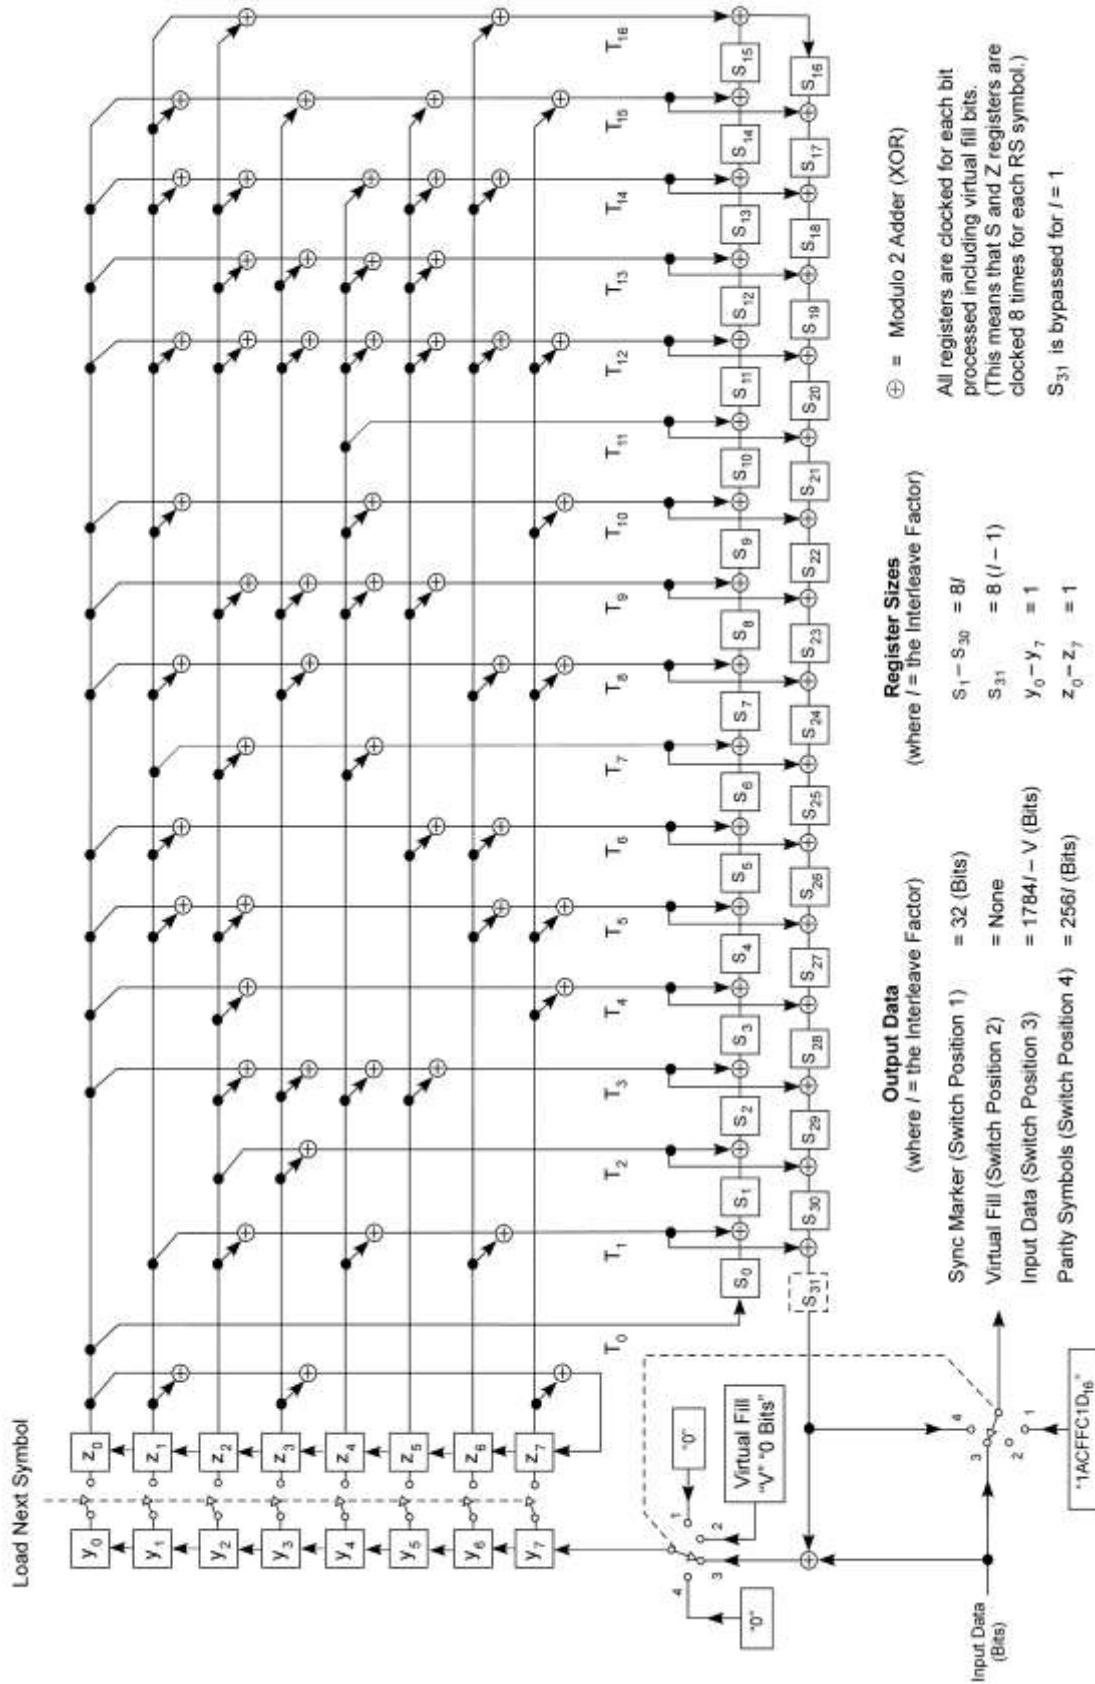 Load Next Symbol
y₀ z₀
y₁ z₁
y₂ z₂
y₃ z₃
y₄ z₄
y₅ z₅
y₆ z₆
y₇ z₇
T₀ T₁ T₂ T₃ T₄ T₅ T₆ T₇ T₈ T₉ T₁₀ T₁₁ T₁₂ T₁₃ T₁₄ T₁₅ T₁₆
S₀ S₁ S₂ S₃ S₄ S₅ S₆ S₇ S₈ S₉ S₁₀ S₁₁ S₁₂ S₁₃ S₁₄ S₁₅
S₃₁ S₃₀ S₂₉ S₂₈ S₂₇ S₂₆ S₂₅ S₂₄ S₂₃ S₂₂ S₂₁ S₂₀ S₁₉ S₁₈ S₁₇ S₁₆
"0"
4
3
2
1
"0"
Virtual Fill
"V" "0 Bits"
Input Data
(Bits)
3
4
2
1
"1ACFFC1D₁₆"
Output Data
(where I = the Interleave Factor)
Sync Marker (Switch Position 1) = 32 (Bits)
Virtual Fill (Switch Position 2) = None
Input Data (Switch Position 3) = 1784I – V (Bits)
Parity Symbols (Switch Position 4) = 256I (Bits)
Register Sizes
(where I = the Interleave Factor)
S₁ – S₃₀ = 8I
S₃₁ = 8 (I – 1)
y₀ – y₇ = 1
z₀ – z₇ = 1
⊕ = Modulo 2 Adder (XOR)
All registers are clocked for each bit
processed including virtual fill bits.
(This means that S and Z registers are
clocked 8 times for each RS symbol.)
S₃₁ is bypassed for I = 1